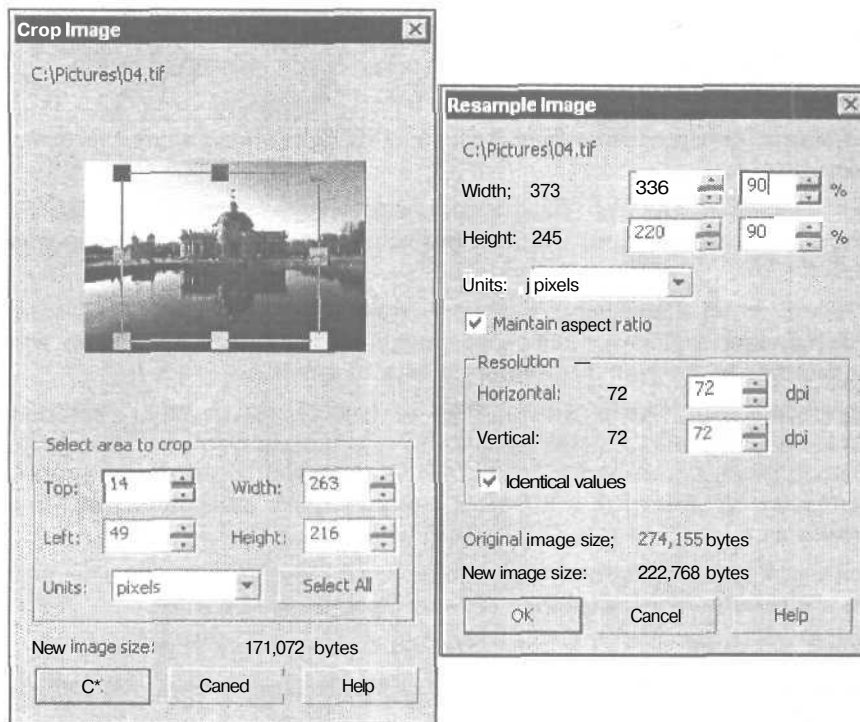 Crop Image
C:\Pictures\04.tif
Select area to crop
Top: 14 Width: 263
Left: 49 Height: 216
Units: pixels Select All
New image size: 171,072 bytes
C*. Caned Help
Resample Image
C:\Pictures\04.tif
Width; 373 336 90 %
Height: 245 220 90 %
Units: j pixels
Maintain aspect ratio
Resolution —
Horizontal: 72 72 dpi
Vertical: 72 72 dpi
Identical values
Original image size; 274,155 bytes
New image size: 222,768 bytes
OK Cancel Help